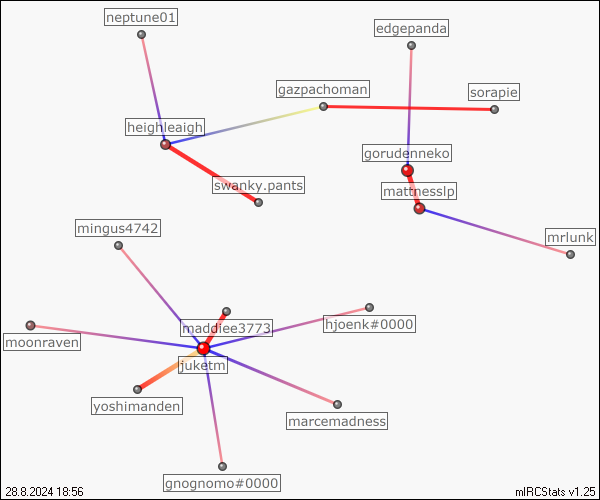 neptune01
edgepanda
gazpachoman
sorapie
heighleaigh
gorudenneko
swanky.pants
mattnesslp
mingus4742
mrlunk
maddiee3773
hjoenk#0000
moonraven
juketm
yoshimanden
marcemadness
gnognomo#0000
28.8.2024 18:56
mIRCStats v1.25